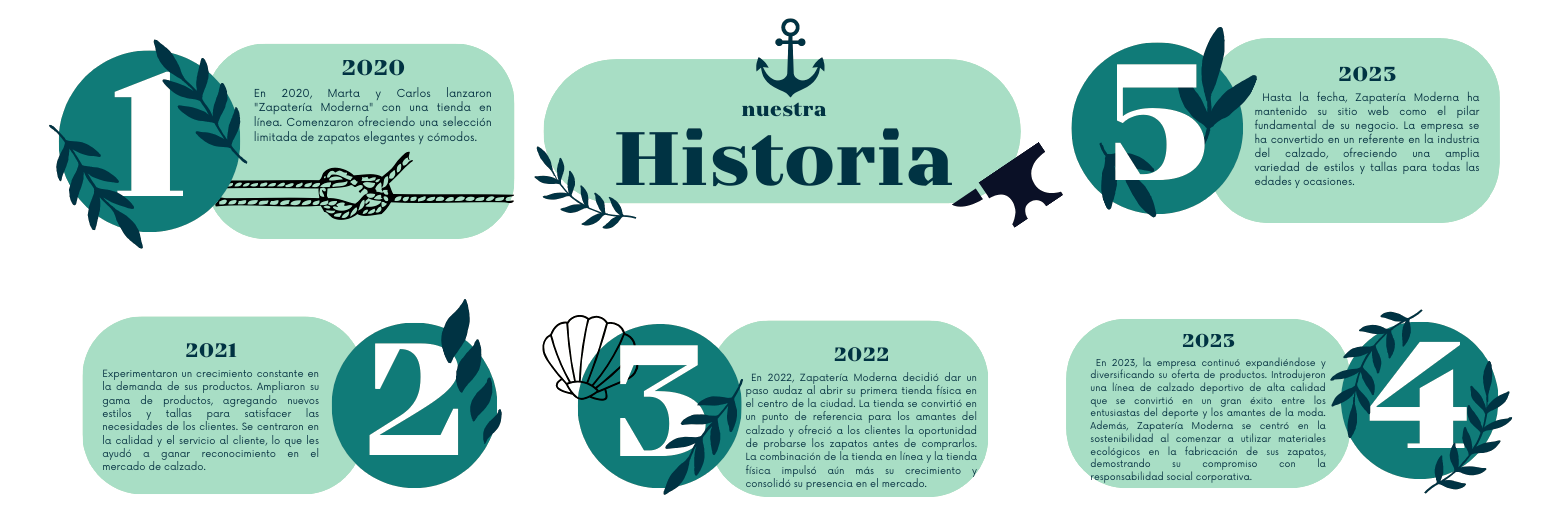 nuestra
Historia
1
2020
En 2020, Marta y Carlos lanzaron
"Zapatería Moderna" con una tienda en
línea. Comenzaron ofreciendo una selección
limitada de zapatos elegantes y cómodos.
2021
Experimentaron un crecimiento constante en
la demanda de sus productos. Ampliaron su
gama de productos, agregando nuevos
estilos y tallas para satisfacer las
necesidades de los clientes. Se centraron en
la calidad y el servicio al cliente, lo que les
ayudó a ganar reconocimiento en el
mercado de calzado.
2
3
2022
En 2022, Zapatería Moderna decidió dar un
paso audaz al abrir su primera tienda física en
el centro de la ciudad. La tienda se convirtió en
un punto de referencia para los amantes del
calzado y ofreció a los clientes la oportunidad
de probarse los zapatos antes de comprarlos.
La combinación de la tienda en línea y la tienda
física impulsó aún más su crecimiento y
consolidó su presencia en el mercado.
2023
En 2023, la empresa continuó expandiéndose y
diversificando su oferta de productos. Introdujeron
una línea de calzado deportivo de alta calidad
que se convirtió en un gran éxito entre los
entusiastas del deporte y los amantes de la moda.
Además, Zapatería Moderna se centró en la
sostenibilidad al comenzar a utilizar materiales
ecológicos en la fabricación de sus zapatos,
demostrando su compromiso con la
responsabilidad social corporativa.
4
5
2023
Hasta la fecha, Zapatería Moderna ha
mantenido su sitio web como el pilar
fundamental de su negocio. La empresa se
ha convertido en un referente en la industria
del calzado, ofreciendo una amplia
variedad de estilos y tallas para todas las
edades y ocasiones.